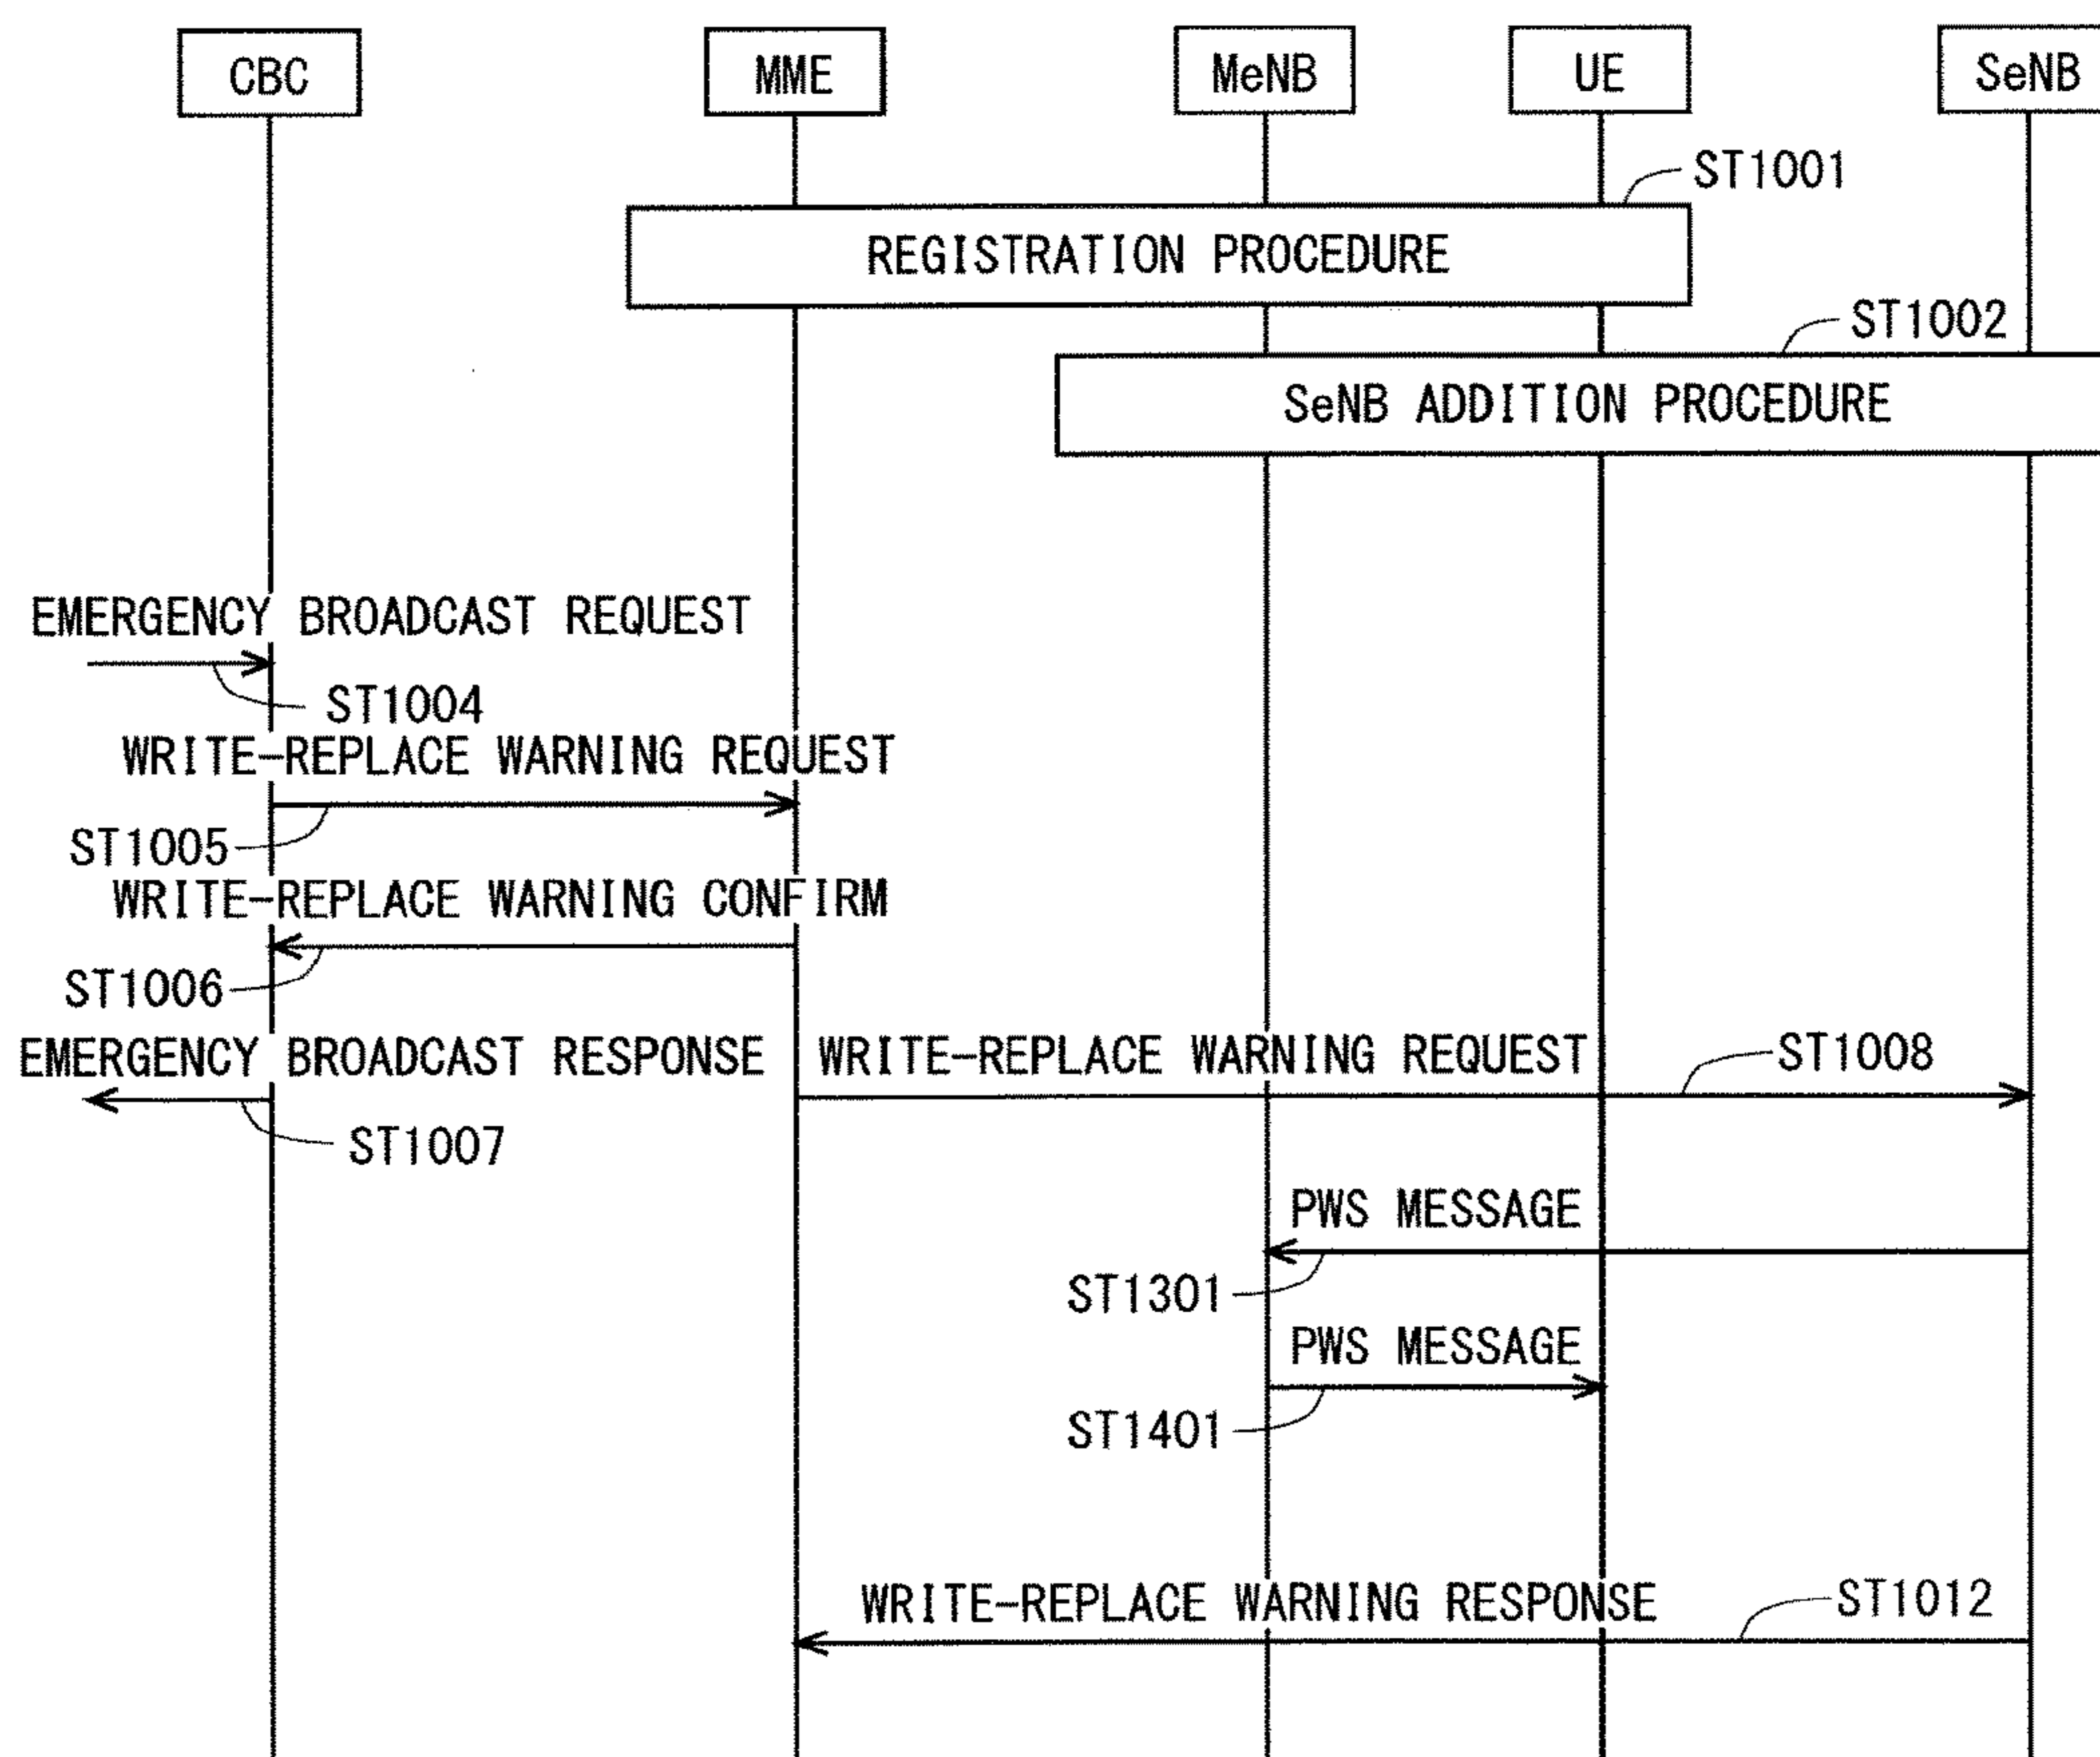 CBC
MME
MeNB
UE
SeNB
ST1001
REGISTRATION PROCEDURE
ST1002
SeNB ADDITION PROCEDURE
EMERGENCY BROADCAST REQUEST
ST1004
WRITE-REPLACE WARNING REQUEST
ST1005
WRITE-REPLACE WARNING CONFIRM
ST1006
EMERGENCY BROADCAST RESPONSE
WRITE-REPLACE WARNING REQUEST
ST1008
ST1007
PWS MESSAGE
ST1301
PWS MESSAGE
ST1401
WRITE-REPLACE WARNING RESPONSE
ST1012